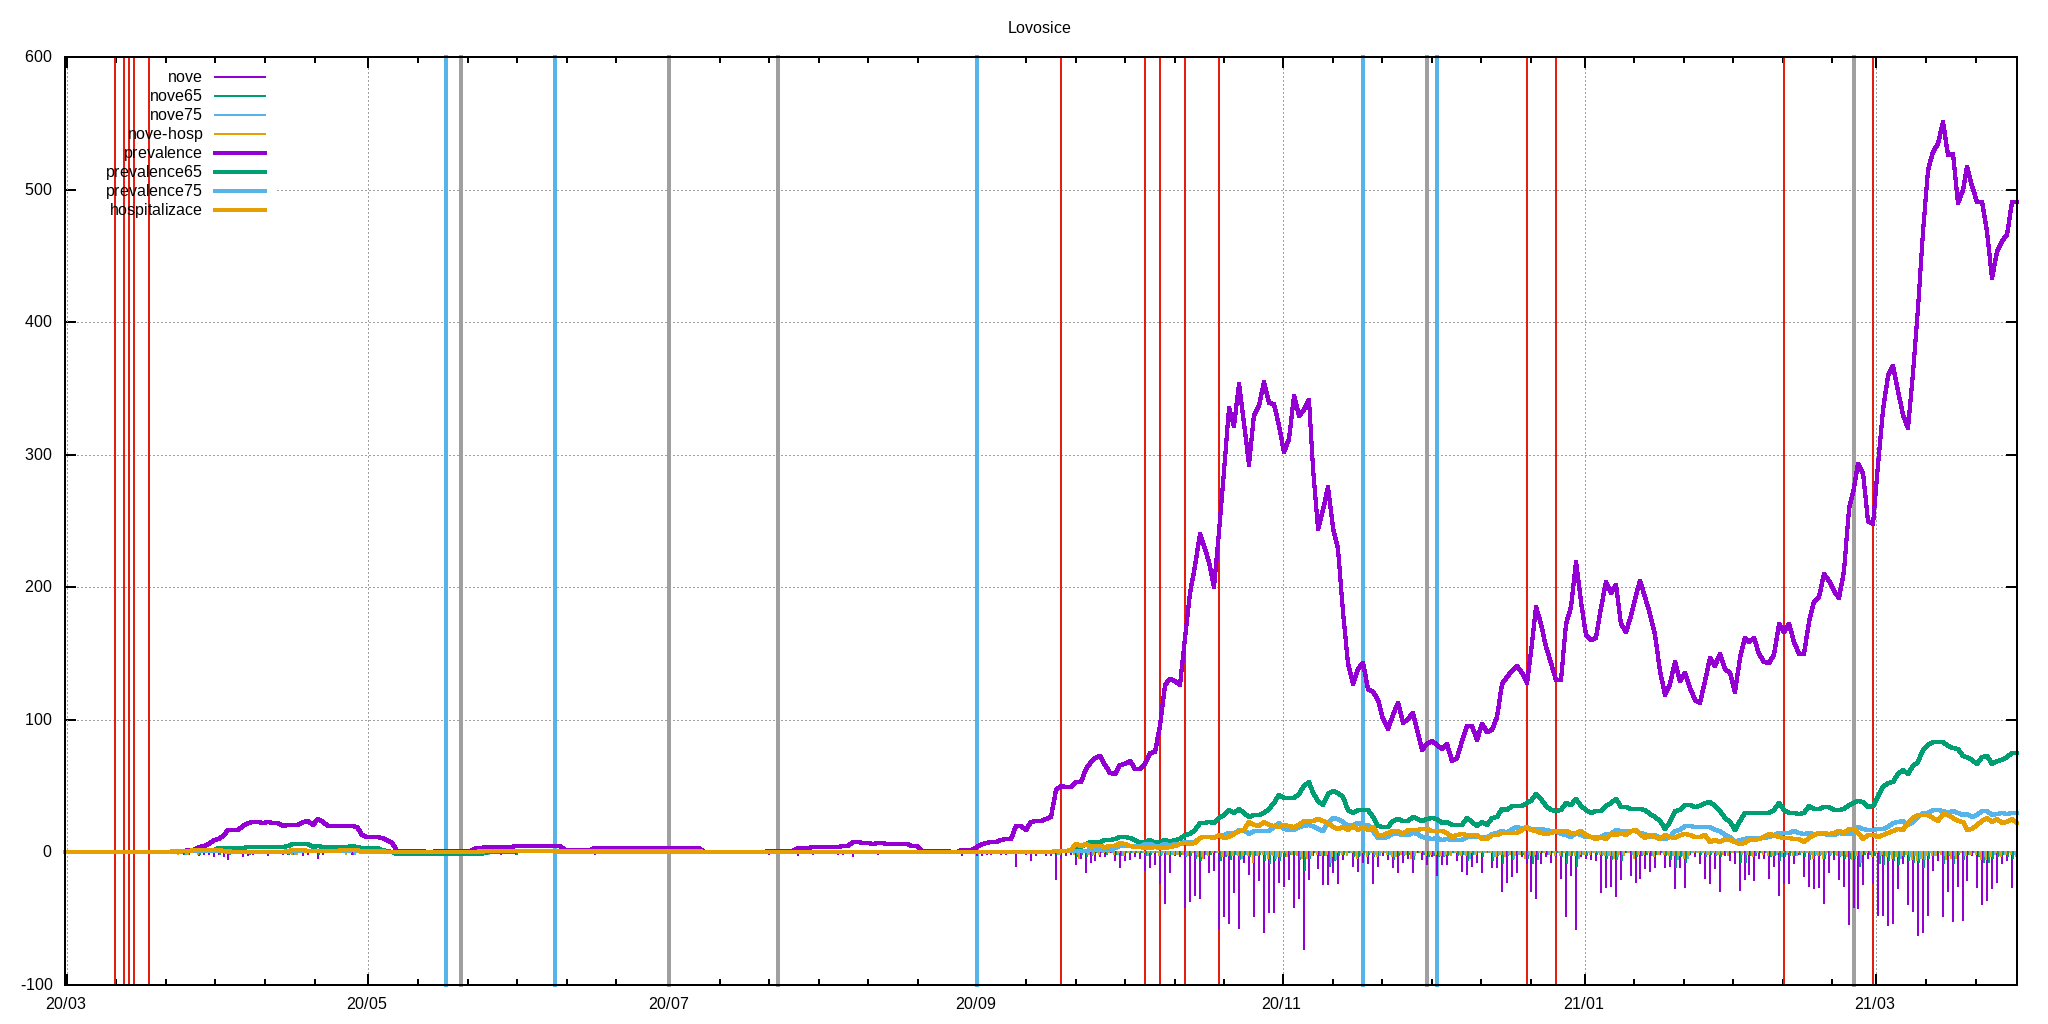 Lovosice
600
500
400
300
200
100
0
-100
nove
nove65
nove75
nove-hosp
prevalence
prevalence65
prevalence75
hospitalizace
20/03 20/05 20/07 20/09 20/11 21/01 21/03